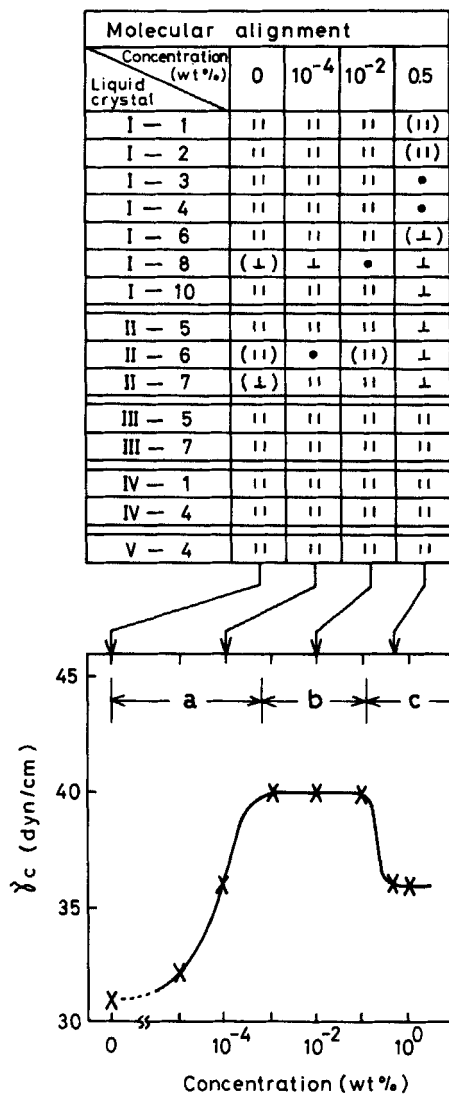 Molecular alignment
Concentration (wt%)
Liquid crystal
0 10⁻⁴ 10⁻² 0.5
I — 1 || || || (||)
I — 2 || || || (||)
I — 3 || || || •
I — 4 || || || •
I — 6 || || || (⊥)
I — 8 (⊥) ⊥ • ⊥
I — 10 || || || ⊥
II — 5 || || || ⊥
II — 6 (||) • (||) ⊥
II — 7 (⊥) || || ⊥
III — 5 || || || ||
III — 7 || || || ||
IV — 1 || || || ||
IV — 4 || || || ||
V — 4 || || || ||
a b c
45
40
35
30
γc (dyn/cm)
0 10⁻⁴ 10⁻² 10⁰
Concentration (wt%)